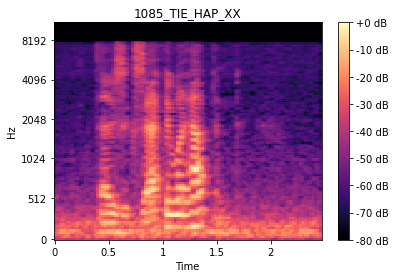 1085_TIE_HAP_XX
+0 dB
8192
-10 dB
4096
-20 dB
-30 dB
Hz
2048
-40 dB
1024
-50 dB
512
-60 dB
-70 dB
0
-80 dB
0
0.5
1
1.5
2
Time